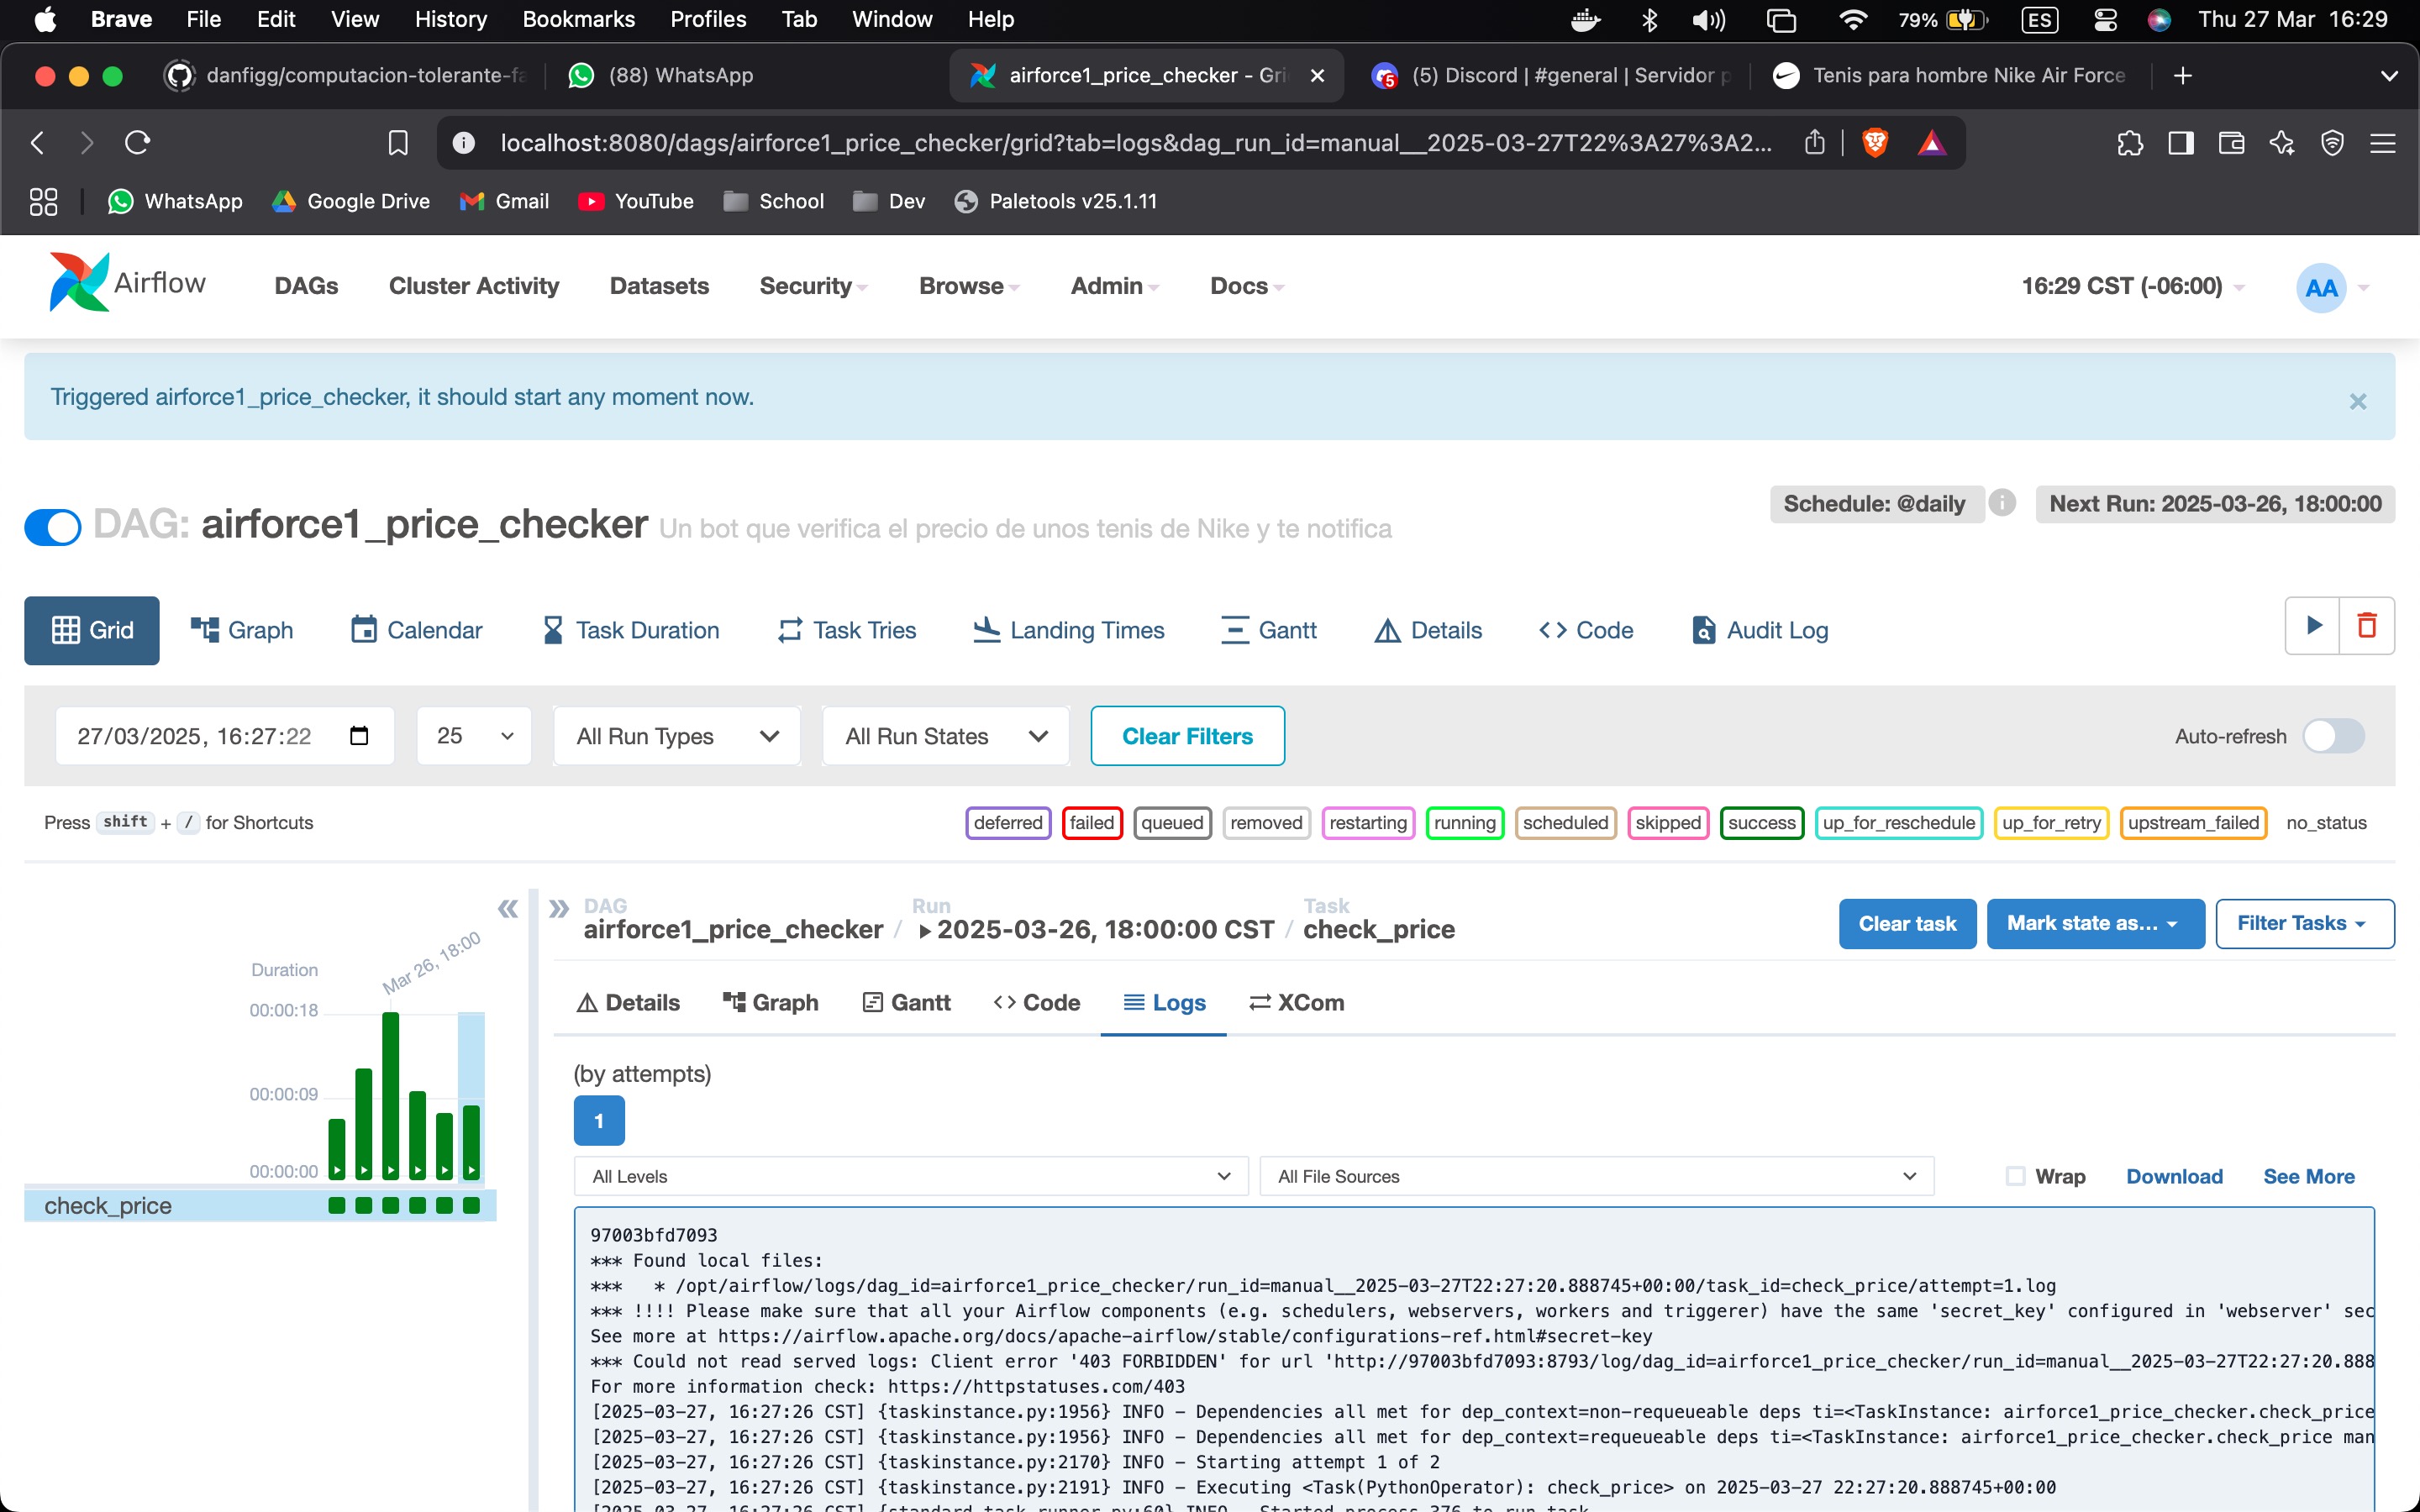 Brave File Edit View History Bookmarks Profiles Tab Window Help 79% ES Thu 27 Mar 16:29
danfigg/computacion-tolerante-fa (88) WhatsApp airforce1_price_checker - Gri 5 (5) Discord | #general | Servidor p Tenis para hombre Nike Air Force
localhost:8080/dags/airforce1_price_checker/grid?tab=logs&dag_run_id=manual__2025-03-27T22%3A27%3A2...
WhatsApp Google Drive Gmail YouTube School Dev Paletools v25.1.11
Airflow DAGs Cluster Activity Datasets Security Browse Admin Docs 16:29 CST (-06:00) AA
Triggered airforce1_price_checker, it should start any moment now.
Schedule: @daily Next Run: 2025-03-26, 18:00:00
DAG: airforce1_price_checker Un bot que verifica el precio de unos tenis de Nike y te notifica
Grid Graph Calendar Task Duration Task Tries Landing Times Gantt Details Code Audit Log
27/03/2025, 16:27:22 25 All Run Types All Run States Clear Filters Auto-refresh
Press shift + / for Shortcuts deferred failed queued removed restarting running scheduled skipped success up_for_reschedule up_for_retry upstream_failed no_status
DAG Run Task
airforce1_price_checker / 2025-03-26, 18:00:00 CST / check_price Clear task Mark state as... Filter Tasks
Mar 26, 18:00
Duration
00:00:18
00:00:09
00:00:00
check_price
Details Graph Gantt Code Logs XCom
(by attempts)
1
All Levels All File Sources Wrap Download See More
97003bfd7093
*** Found local files:
***   * /opt/airflow/logs/dag_id=airforce1_price_checker/run_id=manual__2025-03-27T22:27:20.888745+00:00/task_id=check_price/attempt=1.log
*** !!!! Please make sure that all your Airflow components (e.g. schedulers, webservers, workers and triggerer) have the same 'secret_key' configured in 'webserver' sec
See more at https://airflow.apache.org/docs/apache-airflow/stable/configurations-ref.html#secret-key
*** Could not read served logs: Client error '403 FORBIDDEN' for url 'http://97003bfd7093:8793/log/dag_id=airforce1_price_checker/run_id=manual__2025-03-27T22:27:20.888
For more information check: https://httpstatuses.com/403
[2025-03-27, 16:27:26 CST] {taskinstance.py:1956} INFO - Dependencies all met for dep_context=non-requeueable deps ti=<TaskInstance: airforce1_price_checker.check_price
[2025-03-27, 16:27:26 CST] {taskinstance.py:1956} INFO - Dependencies all met for dep_context=requeueable deps ti=<TaskInstance: airforce1_price_checker.check_price man
[2025-03-27, 16:27:26 CST] {taskinstance.py:2170} INFO - Starting attempt 1 of 2
[2025-03-27, 16:27:26 CST] {taskinstance.py:2191} INFO - Executing <Task(PythonOperator): check_price> on 2025-03-27 22:27:20.888745+00:00
[2025-03-27, 16:27:26 CST] {standard_task_runner.py:60} INFO - Started process 376 to run task